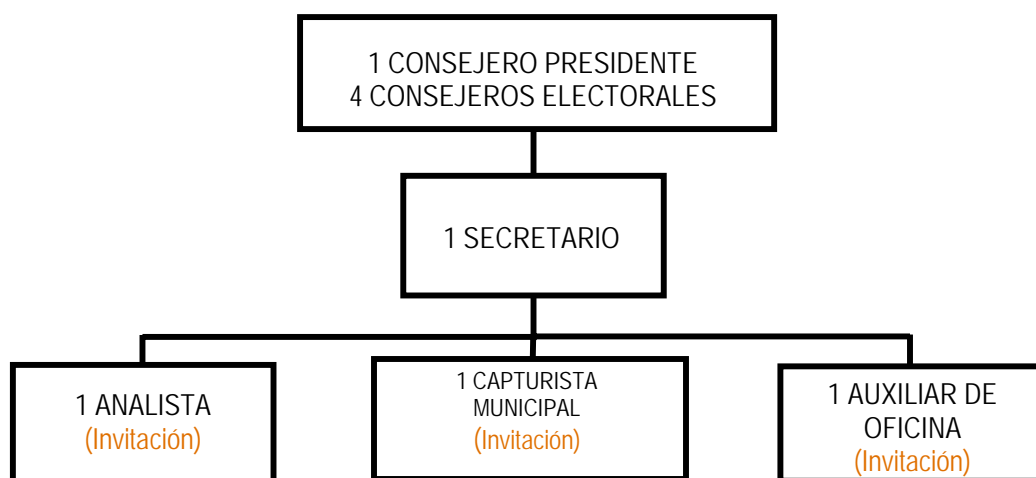 1 CONSEJERO PRESIDENTE
4 CONSEJEROS ELECTORALES
1 SECRETARIO
1 ANALISTA
(Invitación)
1 CAPTURISTA
MUNICIPAL
(Invitación)
1 AUXILIAR DE
OFICINA
(Invitación)